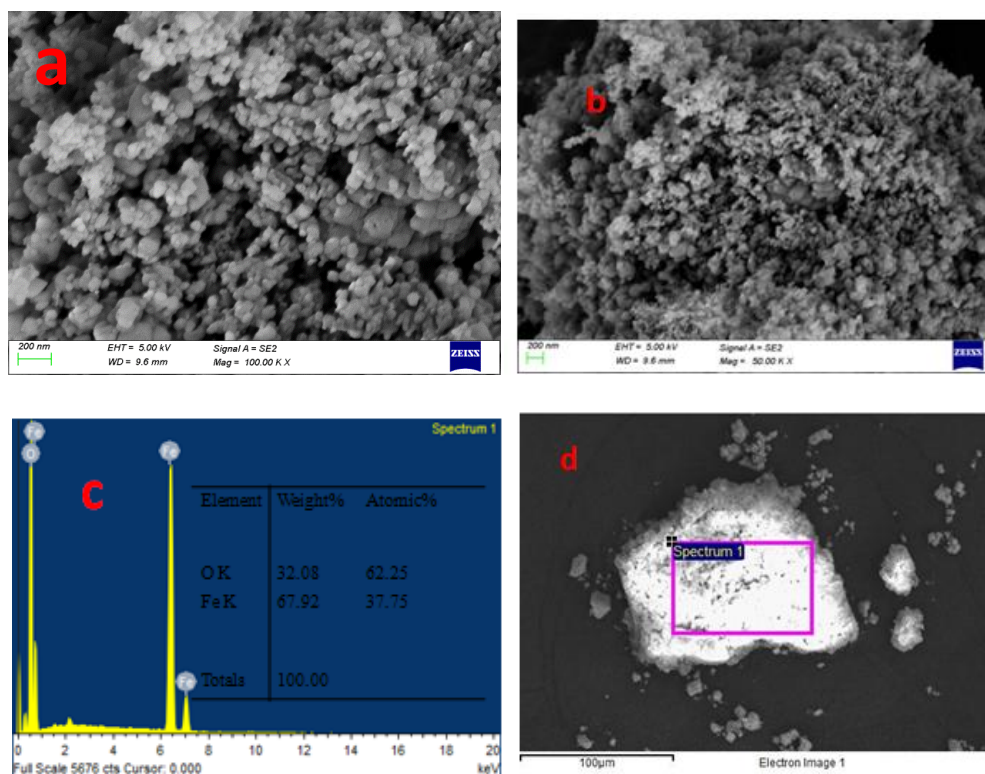 a
200 nm
EHT = 5.00 kV
Signal A = SE2
WD = 9.6 mm
Mag = 100.00 K X
ZEISS
b
200 nm
EHT = 5.00 kV
Signal A = SE2
WD = 9.6 mm
Mag = 50.00 K X
ZEISS
Spectrum 1
Fe
O
Fe
c
Element Weight% Atomic%
O K 32.08 62.25
Fe K 67.92 37.75
Fe
Totals 100.00
0 2 4 6 8 10 12 14 16 18 20
Full Scale 5676 cts Cursor: 0.000 keV
d
Spectrum 1
100µm Electron Image 1